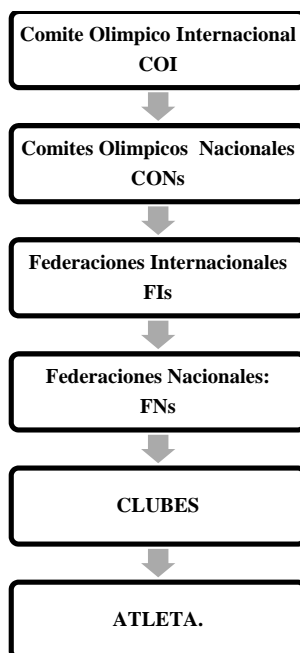 Comite Olimpico Internacional
COI
Comites Olimpicos Nacionales
CONs
Federaciones Internacionales
FIs
Federaciones Nacionales:
FNs
CLUBES
ATLETA.